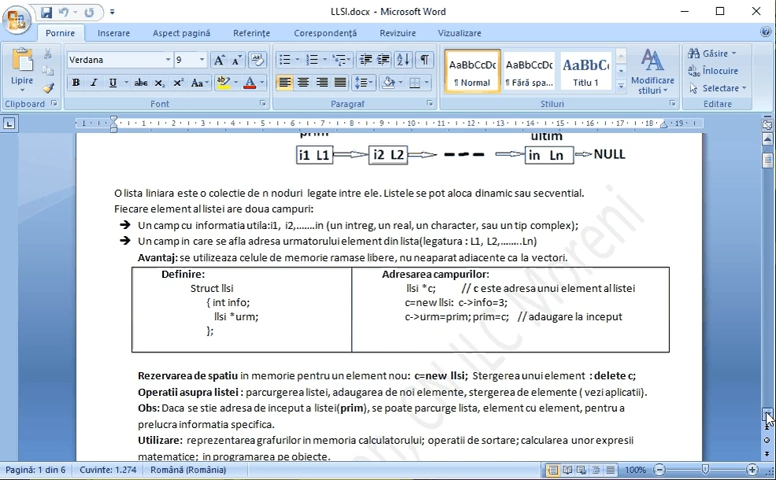 LLSI.docx - Microsoft Word
Pornire Inserare Aspect pagină Referințe Corespondență Revizuire Vizualizare
Lipire
Verdana 9
B I U abc x₂ x² Aa
AaBbCcDc AaBbCcDc AaBbCc
¶ Normal ¶ Fără spa... Titlu 1
Modificare stiluri
Găsire
Înlocuire
Selectare
Clipboard Font Paragraf Stiluri Editare
prim ultim
i1 L1 i2 L2 in Ln NULL
O lista liniara este o colectie de n noduri legate intre ele. Listele se pot aloca dinamic sau secvential.
Fiecare element al listei are doua campuri:
➔ Un camp cu informatia utila:i1, i2,.......in (un intreg, un real, un character, sau un tip complex);
➔ Un camp in care se afla adresa urmatorului element din lista(legatura : L1, L2,........Ln)
Avantaj: se utilizeaza celule de memorie ramase libere, nu neaparat adiacente ca la vectori.
Definire: Adresarea campurilor:
Struct llsi llsi *c; // c este adresa unui element al listei
{ int info; c=new llsi: c->info=3;
llsi *urm; c->urm=prim; prim=c; // adaugare la inceput
};
Rezervarea de spatiu in memorie pentru un element nou: c=new llsi; Stergerea unui element : delete c;
Operatii asupra listei : parcurgerea listei, adaugarea de noi elemente, stergerea de elemente ( vezi aplicatii).
Obs: Daca se stie adresa de inceput a listei(prim), se poate parcurge lista, element cu element, pentru a
prelucra informatia specifica.
Utilizare: reprezentarea grafurilor in memoria calculatorului; operatii de sortare; calcularea unor expresii
matematice ; in programarea pe obiecte.
CN ILC Moreni
Pagină: 1 din 6 Cuvinte: 1.274 Română (România) 100%